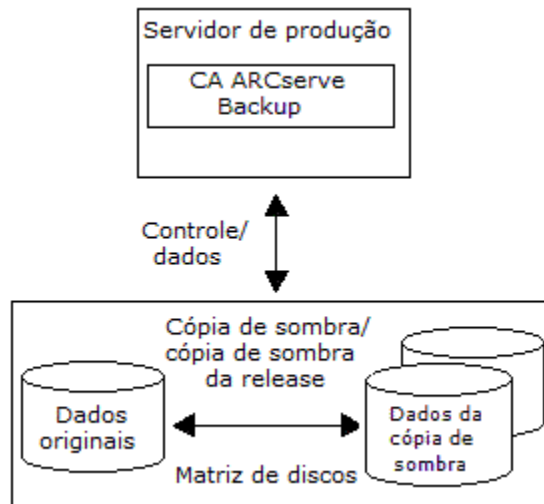 Servidor de produção
CA ARCserve
Backup
Controle/
dados
Cópia de sombra/
cópia de sombra
da release
Dados
originais
Dados da
cópia de
sombra
Matriz de discos